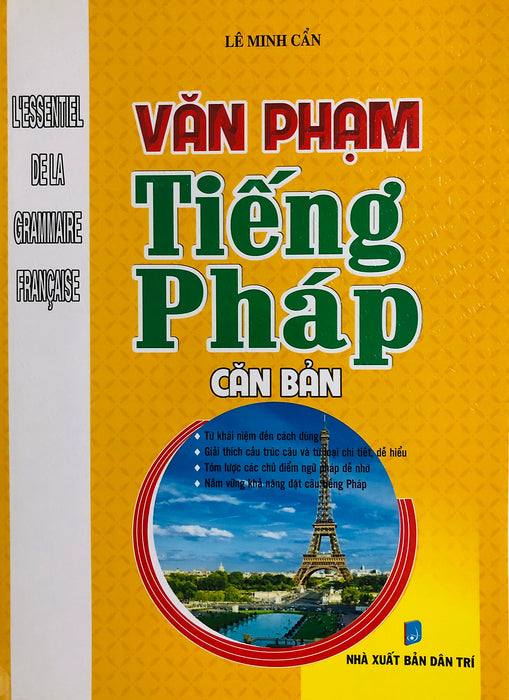 LÊ MINH CẨN
L'ESSENTIEL
DE LA
GRAMMAIRE
FRANÇAISE
VĂN PHẠM
Tiếng
Pháp
CĂN BẢN
Từ khái niệm đến cách dùng
Giải thích cấu trúc câu và từ loại chi tiết, dễ hiểu
Tóm lược các chủ điểm ngữ pháp dễ nhớ
Nắm vững khả năng đặt câu tiếng Pháp
NHÀ XUẤT BẢN DÂN TRÍ